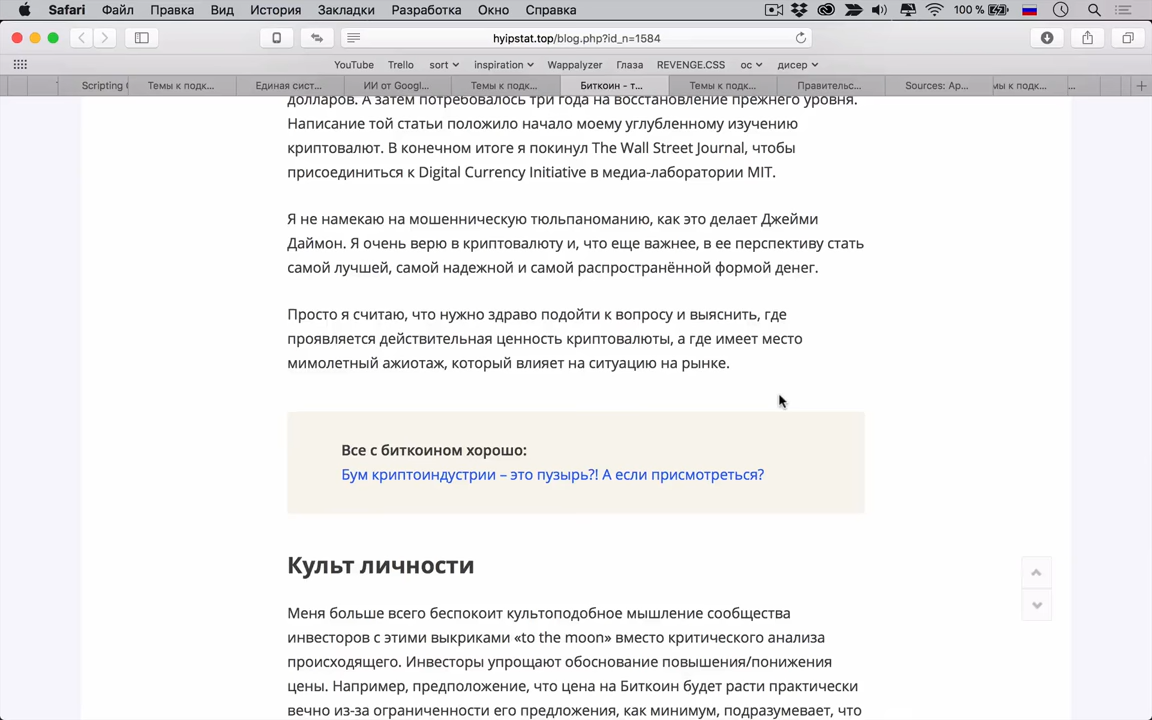 Safari Файл Правка Вид История Закладки Разработка Окно Справка 100 %
hyipstat.top/blog.php?id_n=1584
YouTube Trello sort inspiration Wappalyzer Глаза REVENGE.CSS ос дисер
Scripting Темы к подк... Единая сист... ИИ от Googl... Темы к подк... Биткоин - т... Темы к подк... Правительс... Sources: Ap... мы к подк... ...
долларов. А затем потребовалось три года на восстановление прежнего уровня.
Написание той статьи положило начало моему углубленному изучению
криптовалют. В конечном итоге я покинул The Wall Street Journal, чтобы
присоединиться к Digital Currency Initiative в медиа-лаборатории MIT.
Я не намекаю на мошенническую тюльпаноманию, как это делает Джейми
Даймон. Я очень верю в криптовалюту и, что еще важнее, в ее перспективу стать
самой лучшей, самой надежной и самой распространённой формой денег.
Просто я считаю, что нужно здраво подойти к вопросу и выяснить, где
проявляется действительная ценность криптовалюты, а где имеет место
мимолетный ажиотаж, который влияет на ситуацию на рынке.
Все с биткоином хорошо:
Бум криптоиндустрии – это пузырь?! А если присмотреться?
Культ личности
Меня больше всего беспокоит культоподобное мышление сообщества
инвесторов с этими выкриками «to the moon» вместо критического анализа
происходящего. Инвесторы упрощают обоснование повышения/понижения
цены. Например, предположение, что цена на Биткоин будет расти практически
вечно из-за ограниченности его предложения, как минимум, подразумевает, что